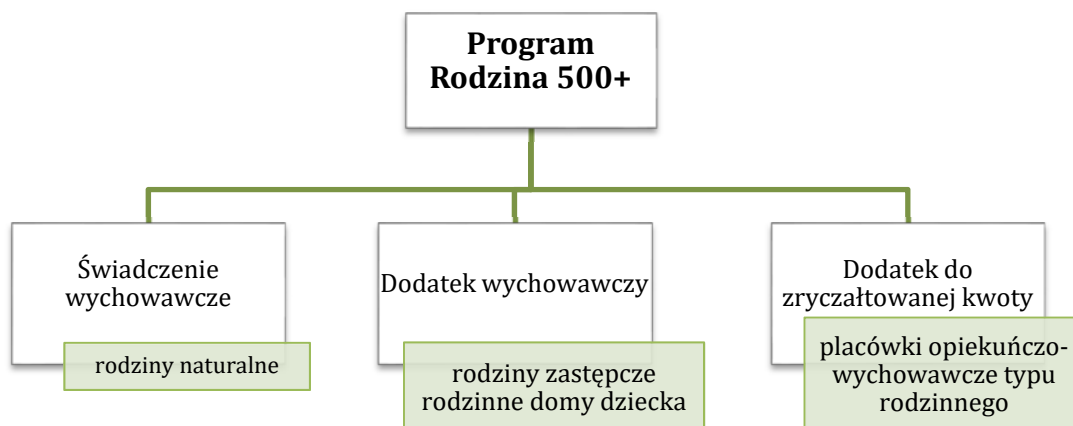 Program
Rodzina 500+
Świadczenie
wychowawcze
rodziny naturalne
Dodatek wychowawczy
rodziny zastępcze
rodzinne domy dziecka
Dodatek do
zryczałtowanej kwoty
placówki opiekuńczo-
wychowawcze typu
rodzinnego